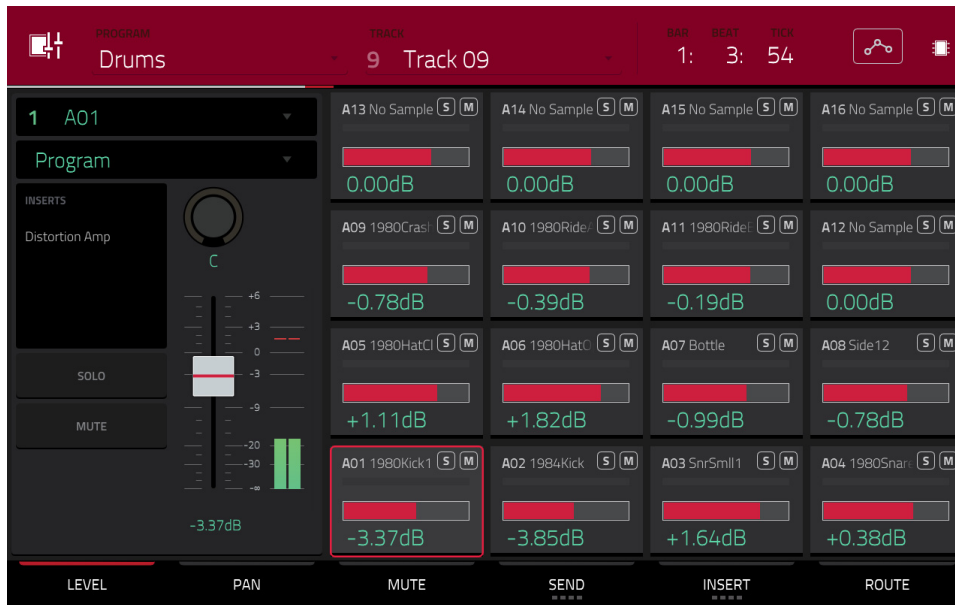 PROGRAM
Drums
TRACK
9 Track 09
BAR BEAT TICK
1: 3: 54
1 A01
Program
INSERTS
Distortion Amp
C
+6
+3
0
-3
-9
-20
-30
-∞
-3.37dB
SOLO
MUTE
A13 No Sample S M
0.00dB
A14 No Sample S M
0.00dB
A15 No Sample S M
0.00dB
A16 No Sample S M
0.00dB
A09 1980Crash S M
-0.78dB
A10 1980RideA S M
-0.39dB
A11 1980RideB S M
-0.19dB
A12 No Sample S M
0.00dB
A05 1980HatCl S M
+1.11dB
A06 1980HatO S M
+1.82dB
A07 Bottle S M
-0.99dB
A08 Side12 S M
-0.78dB
A01 1980Kick1 S M
-3.37dB
A02 1984Kick S M
-3.85dB
A03 SnrSmll1 S M
+1.64dB
A04 1980Snare S M
+0.38dB
LEVEL PAN MUTE SEND INSERT ROUTE